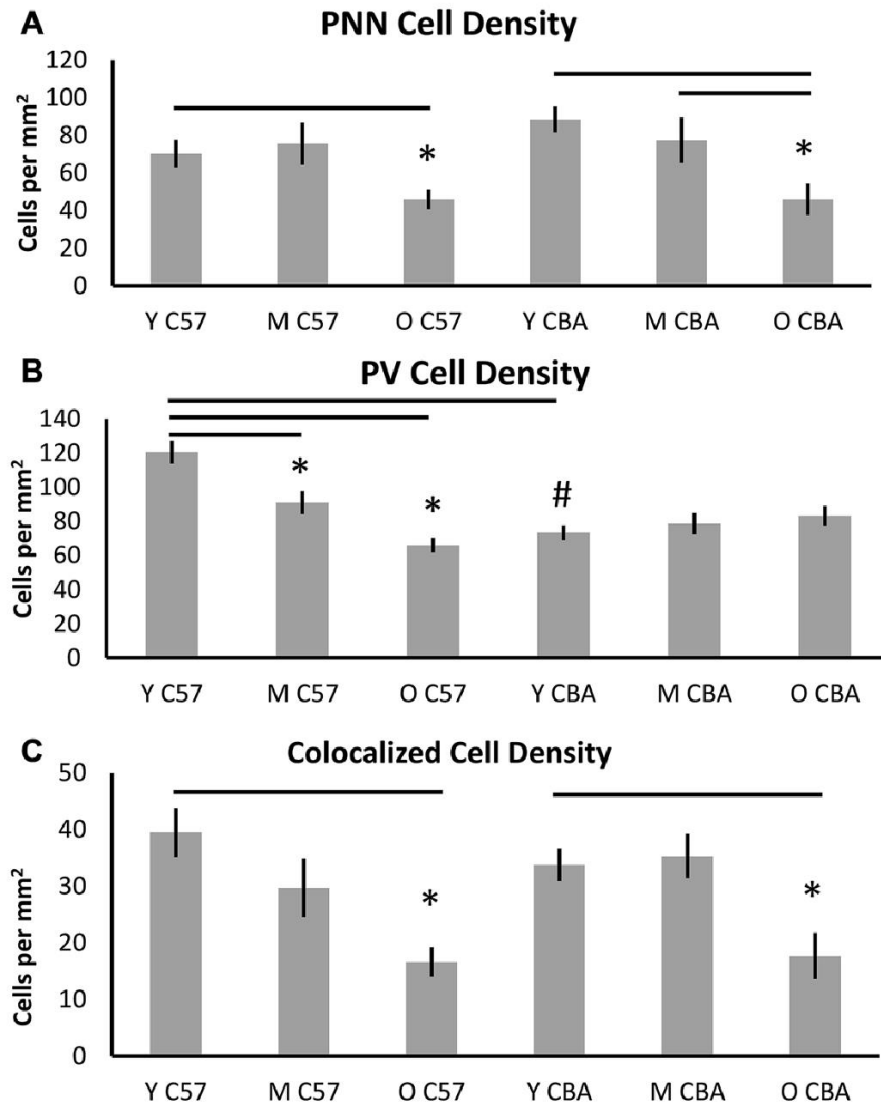 A
PNN Cell Density
120
100
80
60
40
20
0
Cells per mm²
*
*
Y C57 M C57 O C57 Y CBA M CBA O CBA
B
PV Cell Density
140
120
100
80
60
40
20
0
Cells per mm²
*
*
#
Y C57 M C57 O C57 Y CBA M CBA O CBA
C
Colocalized Cell Density
50
40
30
20
10
0
Cells per mm²
*
*
Y C57 M C57 O C57 Y CBA M CBA O CBA